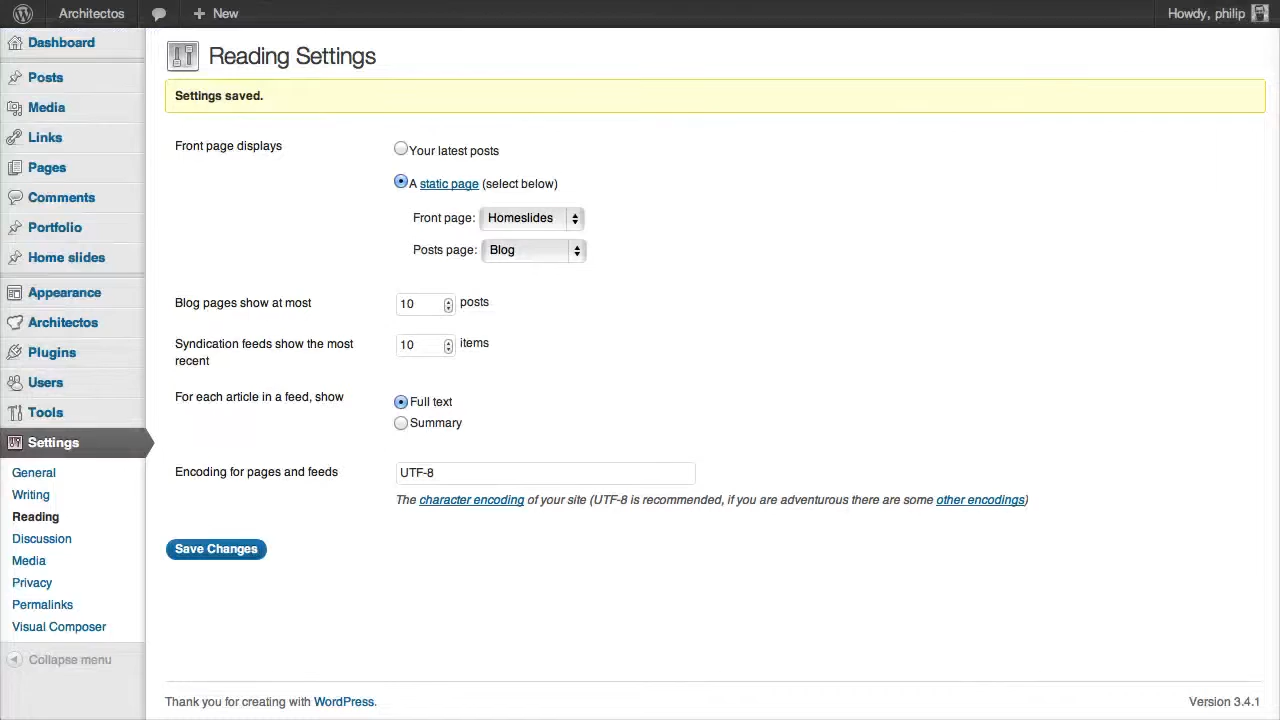 Architectos
New
Howdy, philip
Dashboard
Posts
Media
Links
Pages
Comments
Portfolio
Home slides
Appearance
Architectos
Plugins
Users
Tools
Settings
General
Writing
Reading
Discussion
Media
Privacy
Permalinks
Visual Composer
Collapse menu
Reading Settings
Settings saved.
Front page displays
Your latest posts
A static page (select below)
Front page: Homeslides
Posts page: Blog
Blog pages show at most 10 posts
Syndication feeds show the most
recent
10 items
For each article in a feed, show
Full text
Summary
Encoding for pages and feeds
UTF-8
The character encoding of your site (UTF-8 is recommended, if you are adventurous there are some other encodings)
Save Changes
Thank you for creating with WordPress.
Version 3.4.1